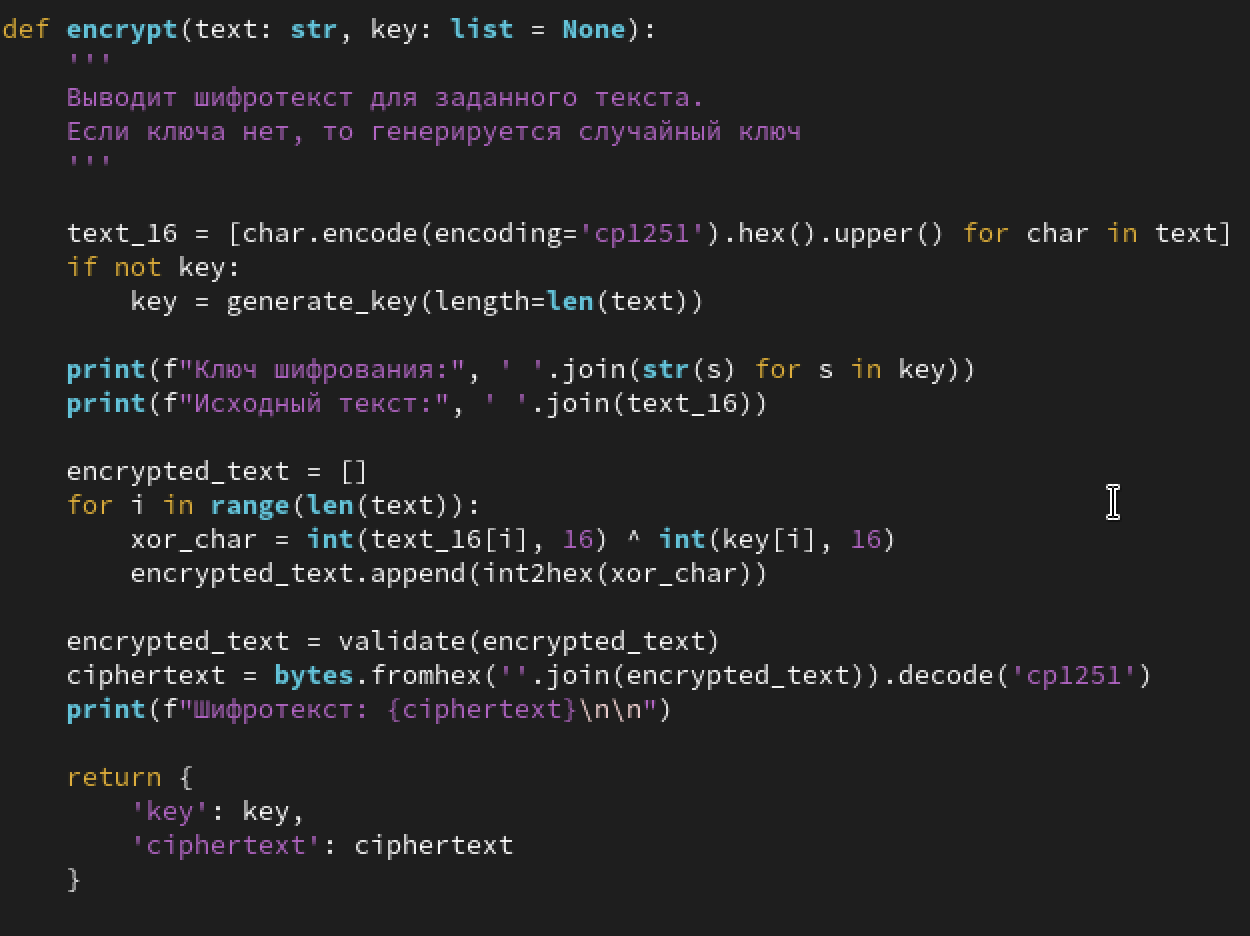 def encrypt(text: str, key: list = None):
    '''
    Выводит шифротекст для заданного текста.
    Если ключа нет, то генерируется случайный ключ
    '''
    text_16 = [char.encode(encoding='cp1251').hex().upper() for char in text]
    if not key:
        key = generate_key(length=len(text))
    print(f"Ключ шифрования:", ' '.join(str(s) for s in key))
    print(f"Исходный текст:", ' '.join(text_16))
    encrypted_text = []
    for i in range(len(text)):
        xor_char = int(text_16[i], 16) ^ int(key[i], 16)
        encrypted_text.append(int2hex(xor_char))
    encrypted_text = validate(encrypted_text)
    ciphertext = bytes.fromhex(''.join(encrypted_text)).decode('cp1251')
    print(f"Шифротекст: {ciphertext}\n\n")
    return {
        'key': key,
        'ciphertext': ciphertext
    }